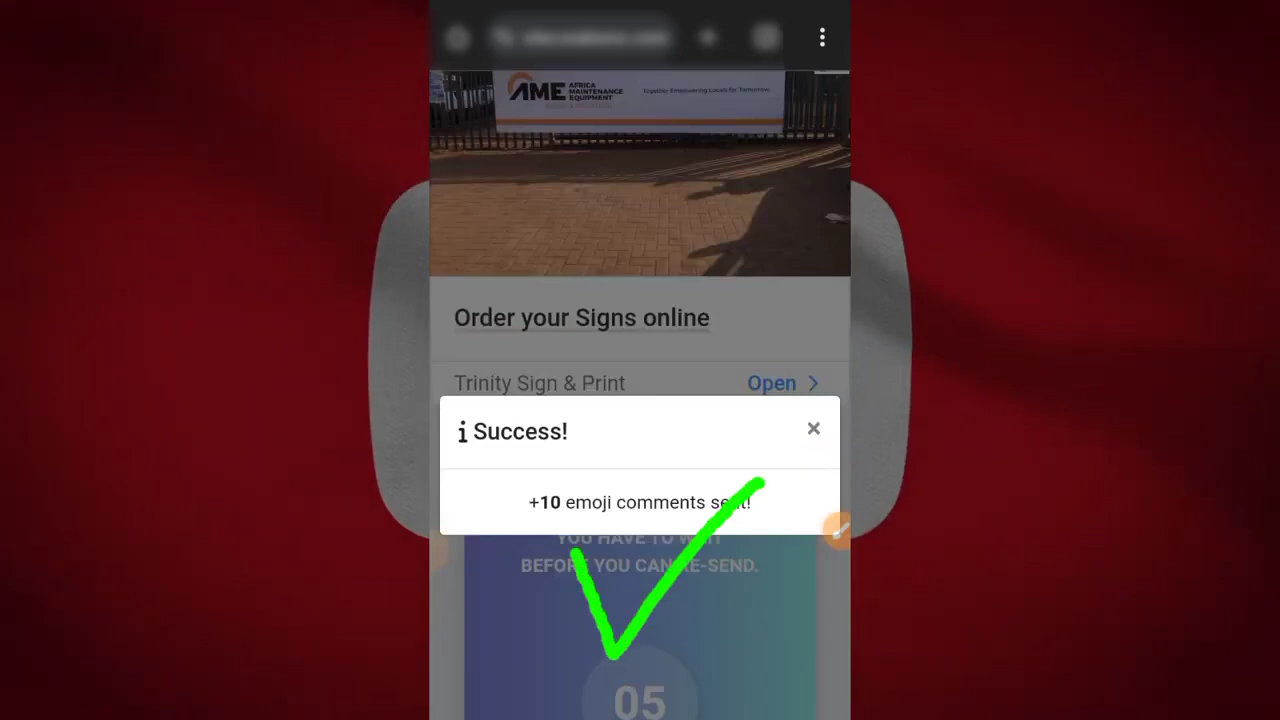 AME AFRICA
MAINTENANCE
EQUIPMENT
Together Empowering Locals for Tomorrow
Order your Signs online
Trinity Sign & Print
Open
Success!
×
+10 emoji comments sent!
YOU HAVE TO WAIT
BEFORE YOU CAN RE-SEND.
05